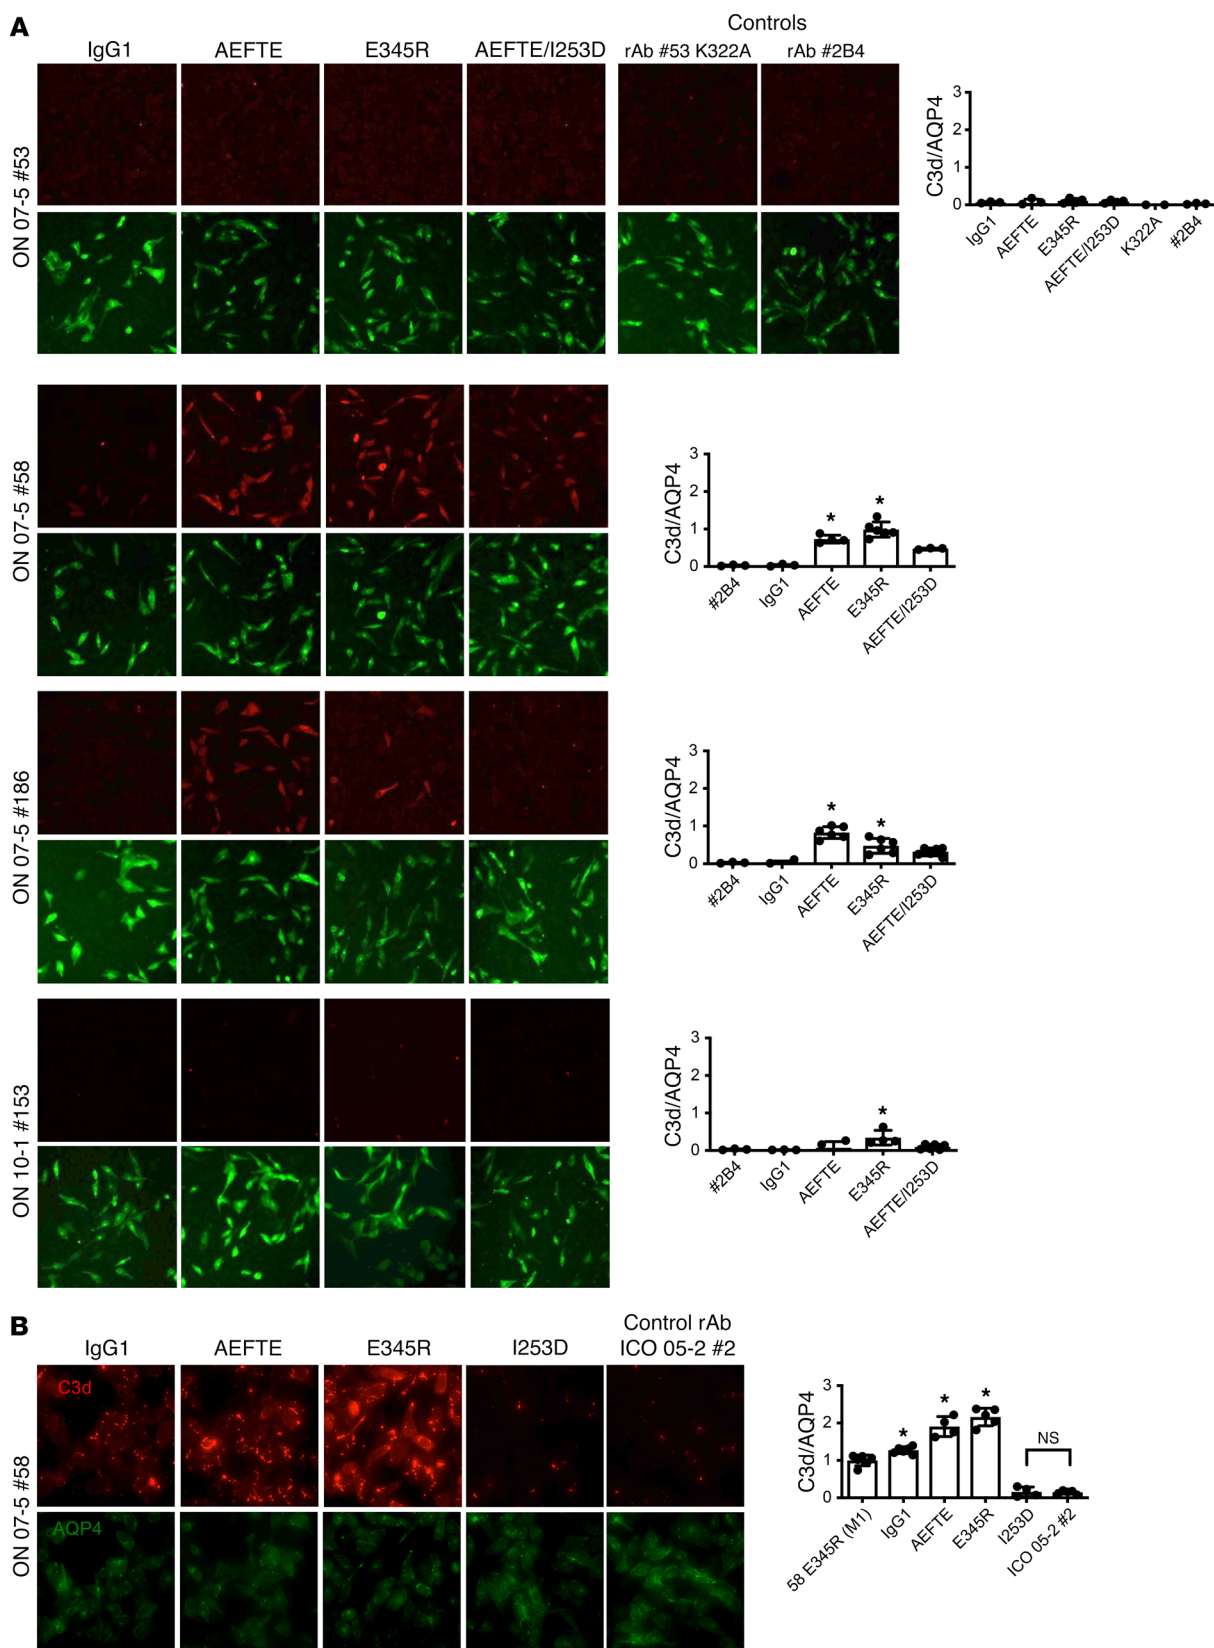 A
IgG1
AEFTE
E345R
AEFTE/I253D
Controls
rAb #53 K322A
rAb #2B4
ON 07-5 #53
C3d/AQP4
3
2
1
0
IgG1
AEFTE
E345R
AEFTE/I253D
K322A
#2B4
ON 07-5 #58
C3d/AQP4
3
2
1
0
*
*
#2B4
IgG1
AEFTE
E345R
AEFTE/I253D
ON 07-5 #186
C3d/AQP4
3
2
1
0
*
*
#2B4
IgG1
AEFTE
E345R
AEFTE/I253D
ON 10-1 #153
C3d/AQP4
3
2
1
0
*
#2B4
IgG1
AEFTE
E345R
AEFTE/I253D
B
IgG1
AEFTE
E345R
I253D
Control rAb
ICO 05-2 #2
ON 07-5 #58
C3d
AQP4
C3d/AQP4
3
2
1
0
*
*
*
NS
58 E345R (M1)
IgG1
AEFTE
E345R
I253D
ICO 05-2 #2